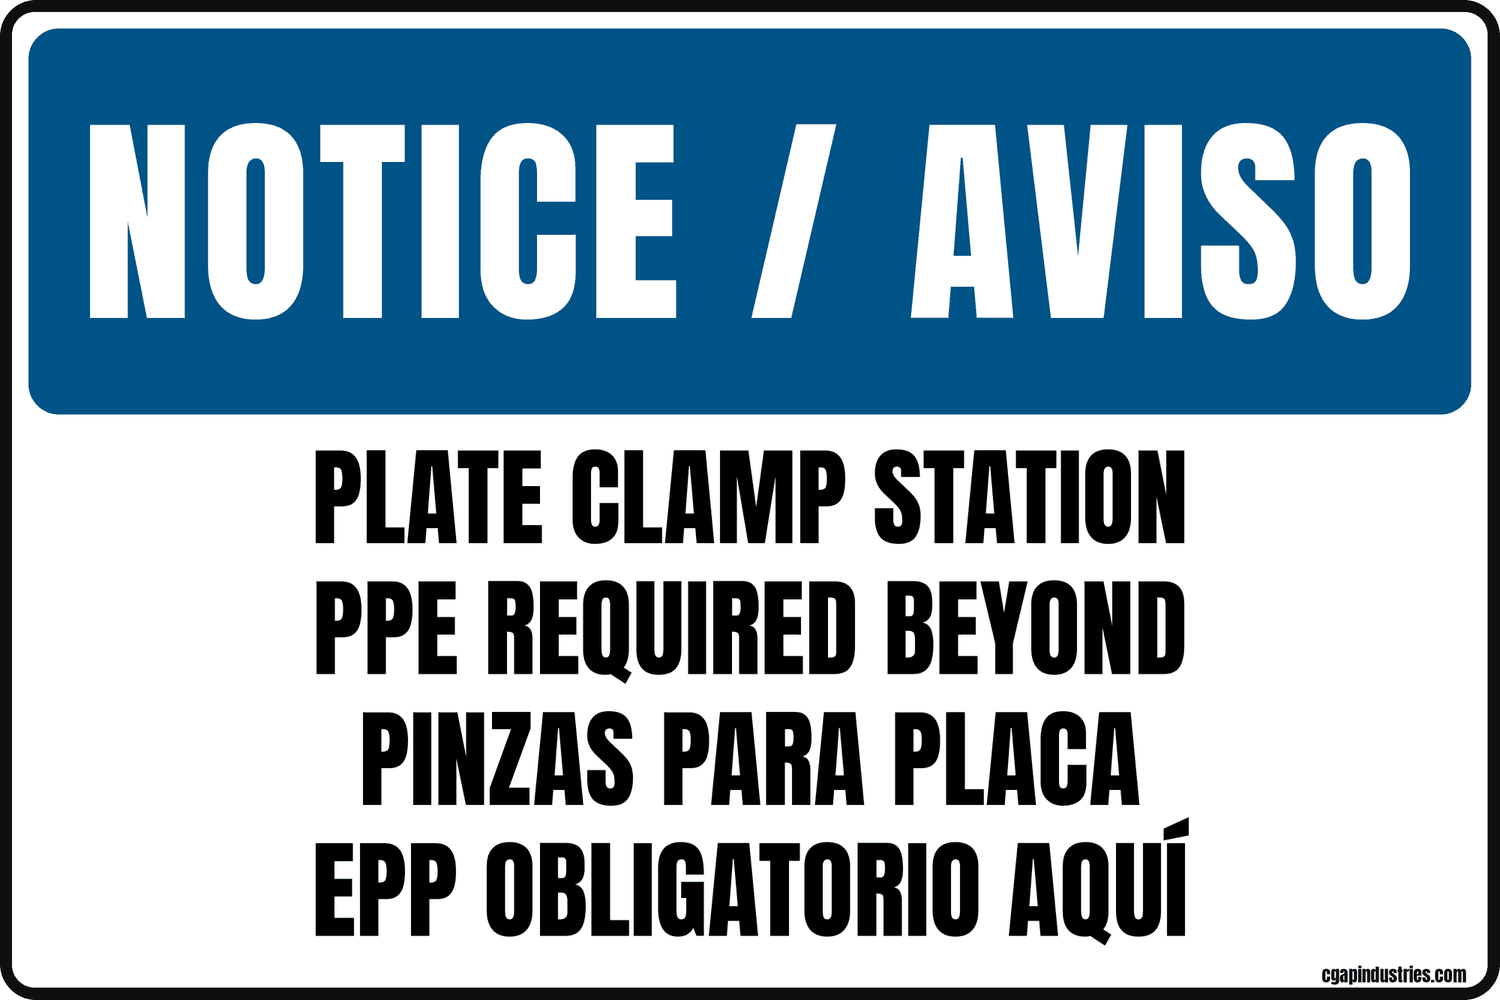 NOTICE / AVISO
PLATE CLAMP STATION
PPE REQUIRED BEYOND
PINZAS PARA PLACA
EPP OBLIGATORIO AQUÍ
cgapindustries.com